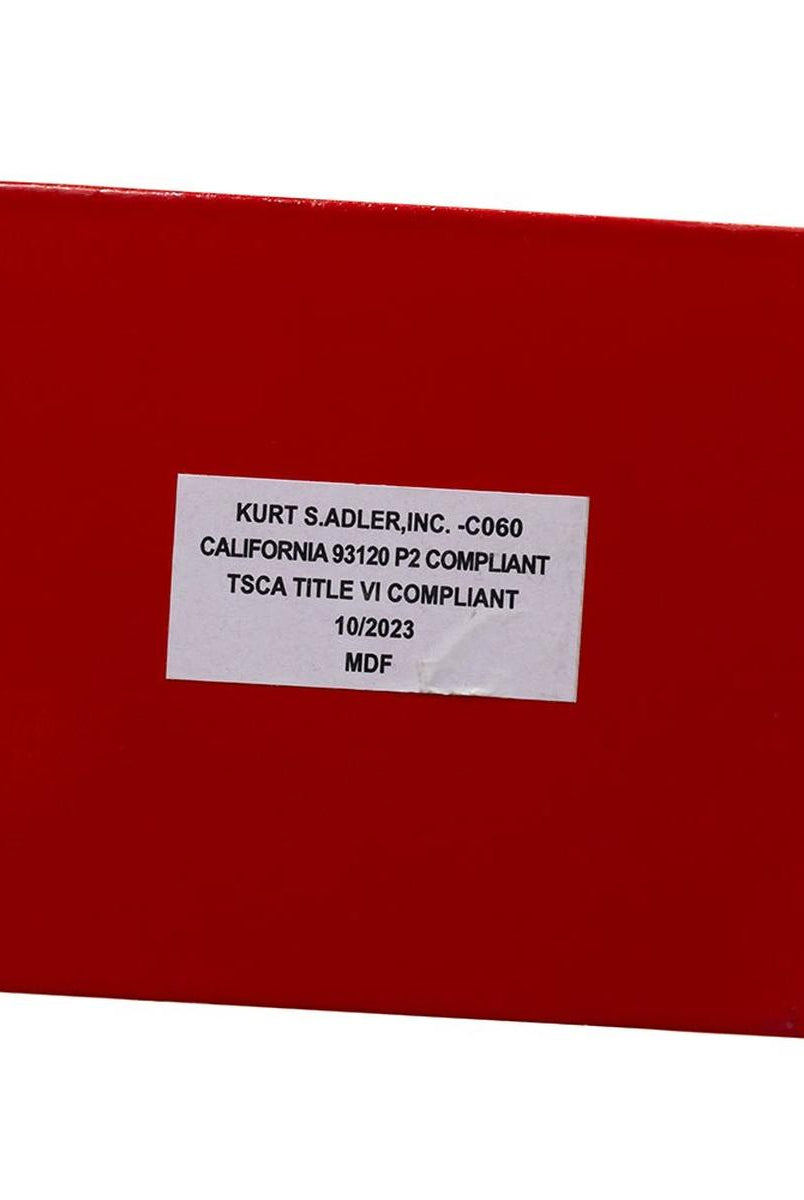 KURT S.ADLER,INC. -C060
CALIFORNIA 93120 P2 COMPLIANT
TSCA TITLE VI COMPLIANT
10/2023
MDF